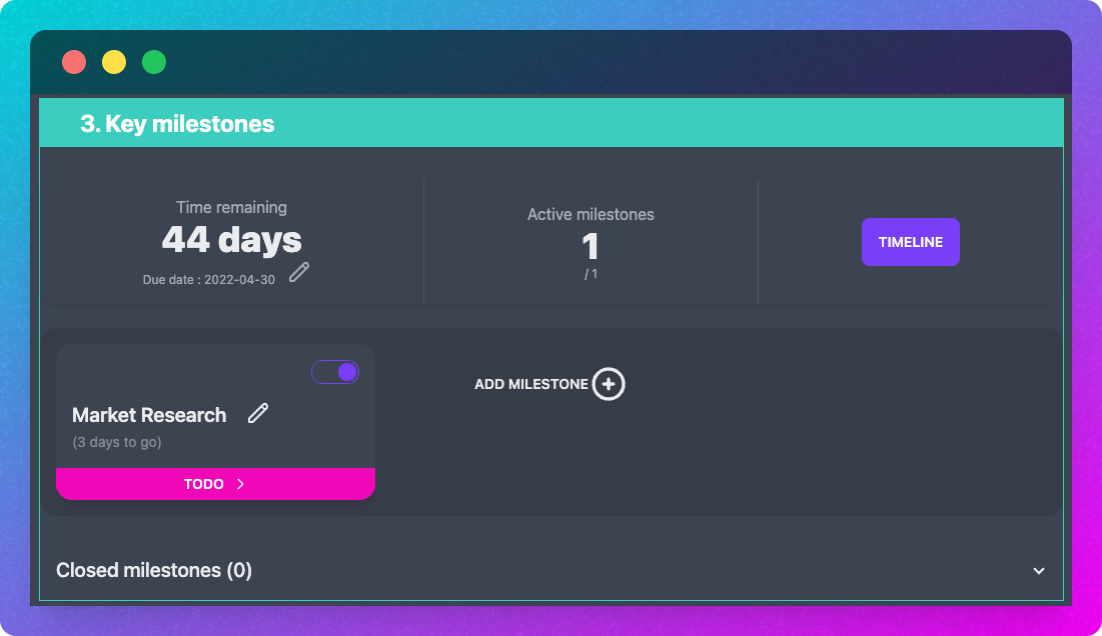 3. Key milestones
Time remaining
44 days
Due date : 2022-04-30
Active milestones
1
/ 1
TIMELINE
Market Research
(3 days to go)
TODO
ADD MILESTONE
Closed milestones (0)